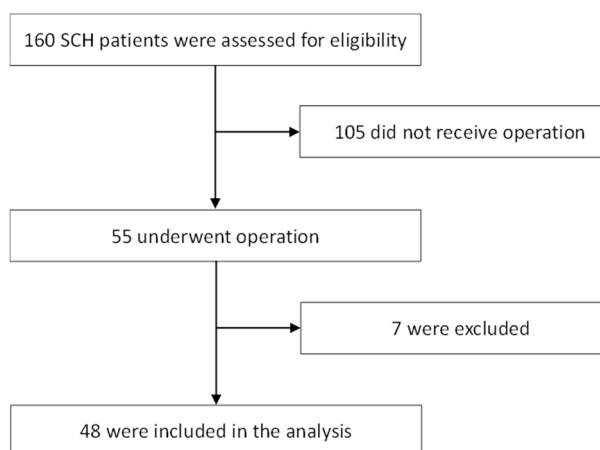 160 SCH patients were assessed for eligibility
105 did not receive operation
55 underwent operation
7 were excluded
48 were included in the analysis